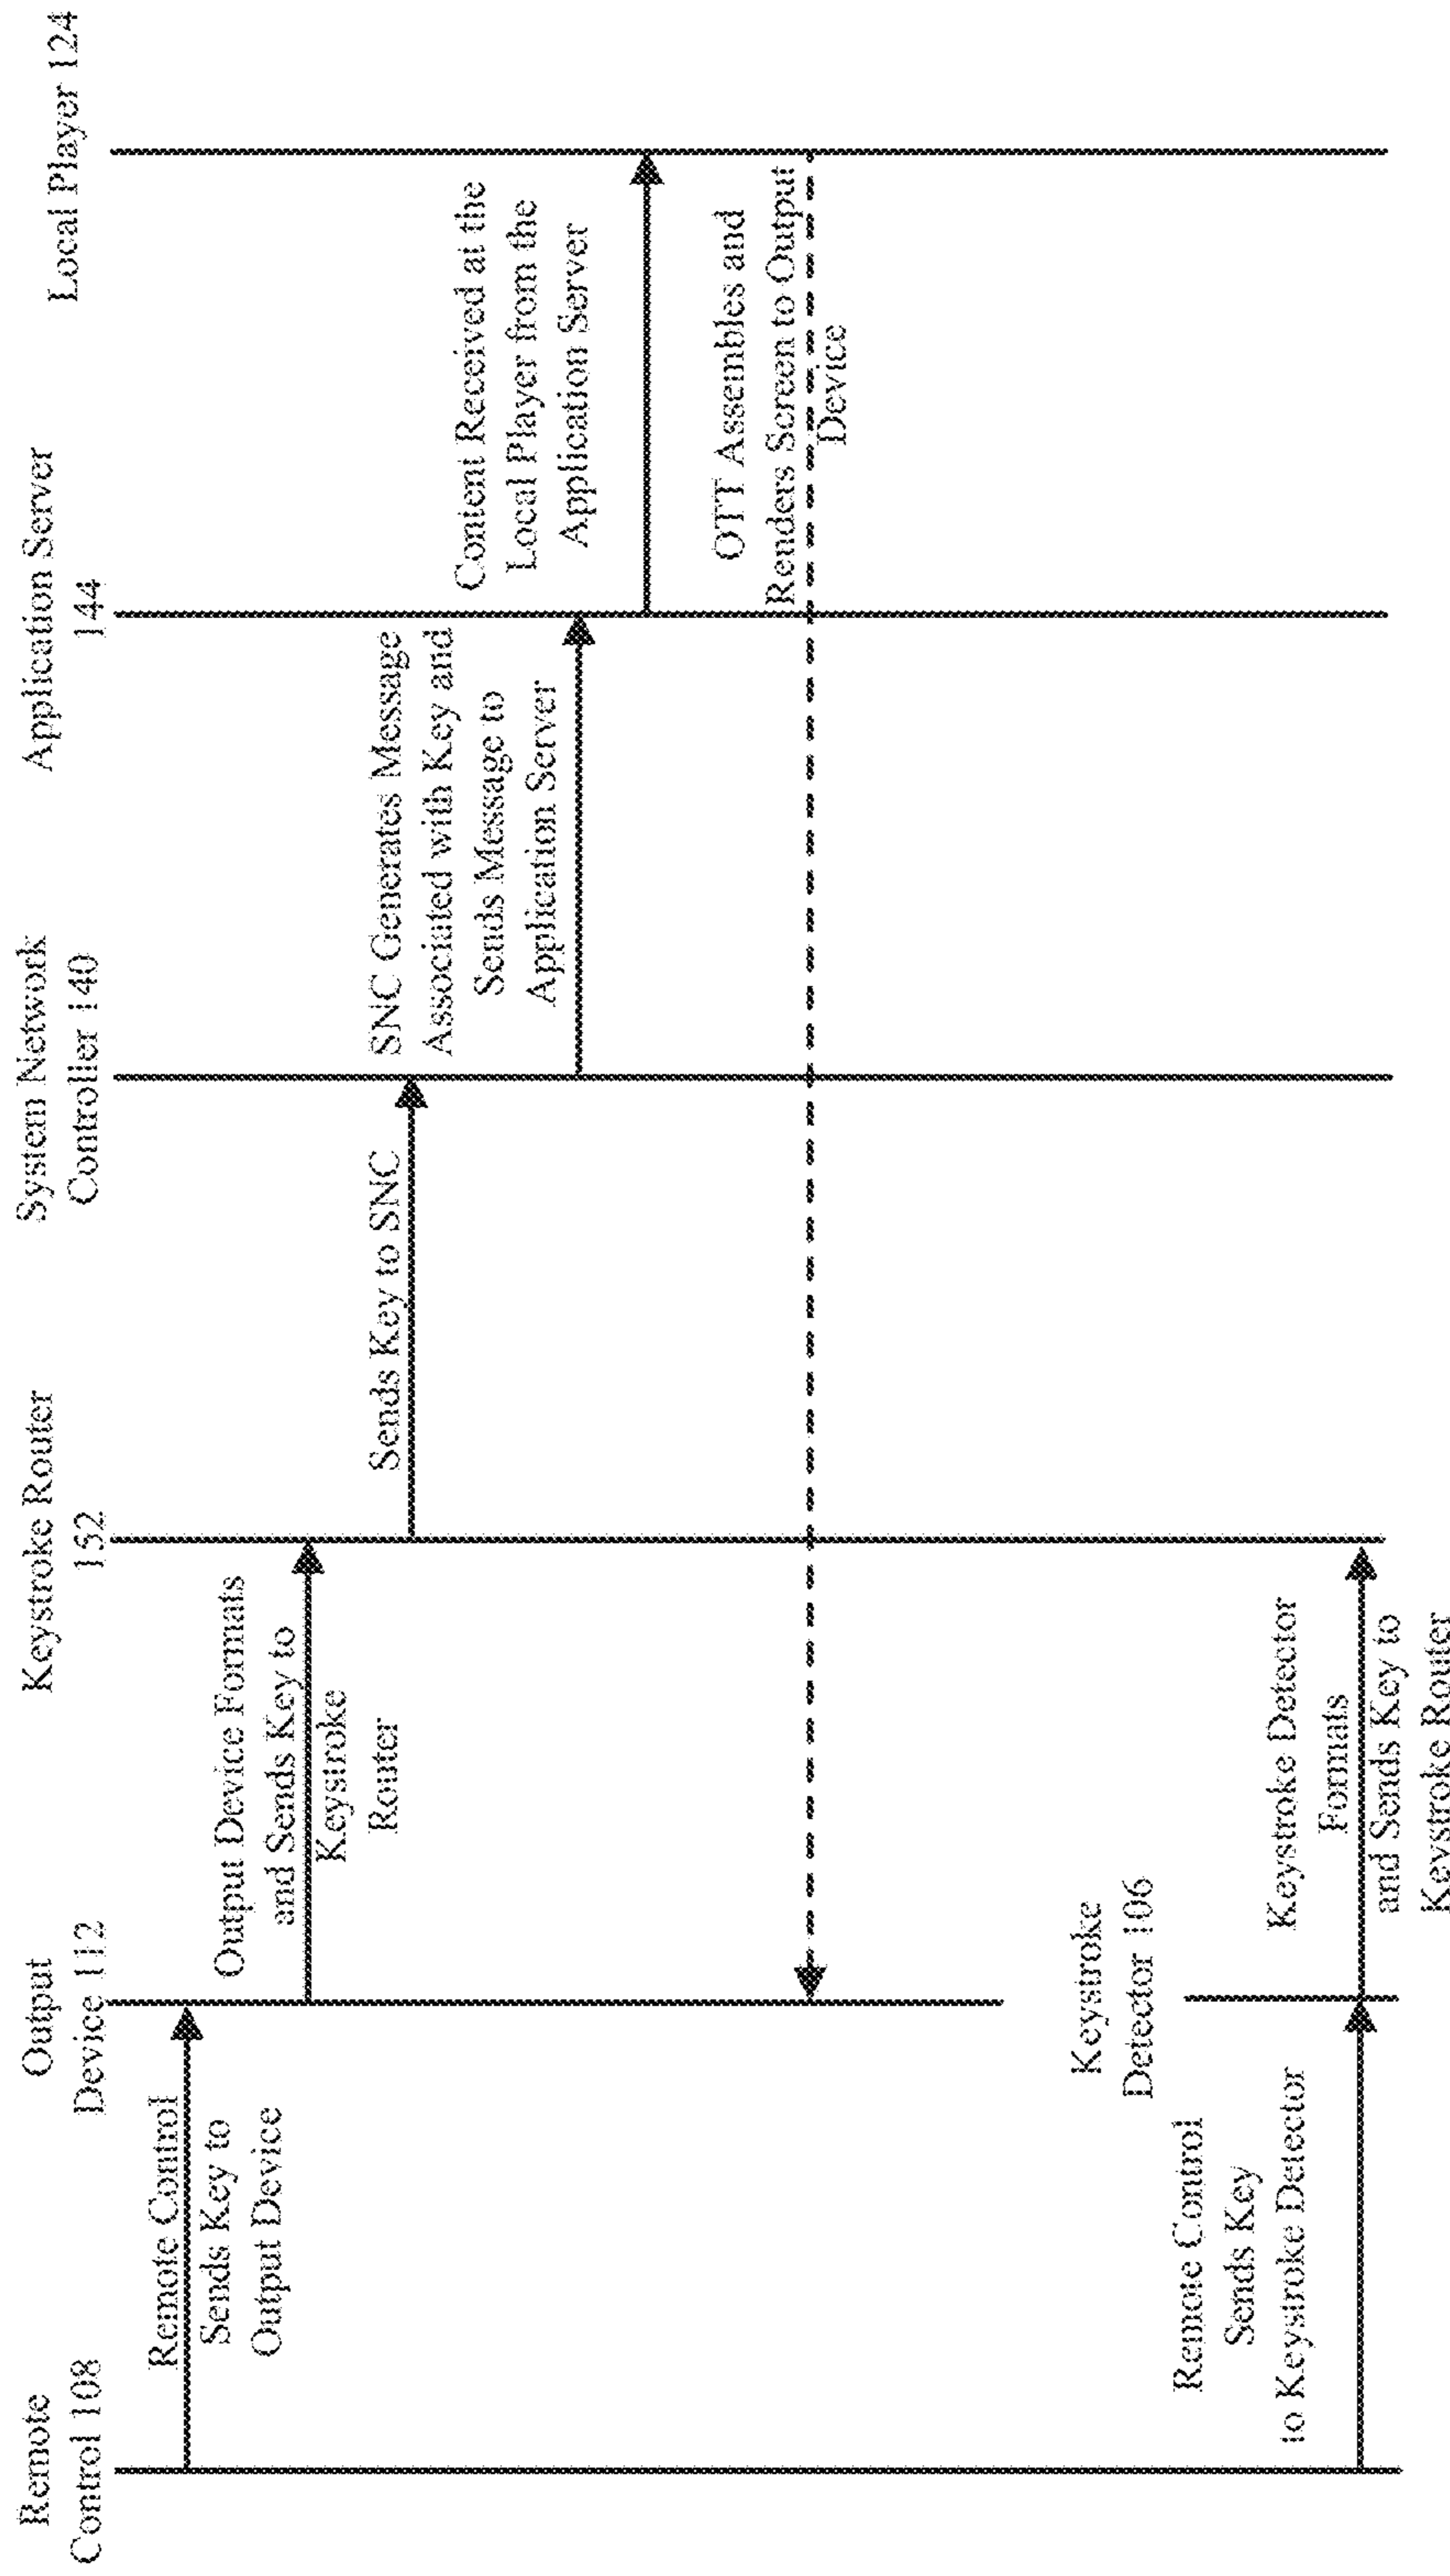 Remote
Control 108
Output
Device 112
Keystroke Router
152
System Network
Controller 140
Application Server
144
Local Player 124
Remote Control
Sends Key to
Output Device
Output Device Formats
and Sends Key to
Keystroke
Router
Sends Key to SNC
SNC Generates Message
Associated with Key and
Sends Message to
Application Server
Content Received at the
Local Player from the
Application Server
OTT Assembles and
Renders Screen to Output
Device
Keystroke
Detector 106
Remote Control
Sends Key
to Keystroke Detector
Keystroke Detector
Formats
and Sends Key to
Keystroke Router